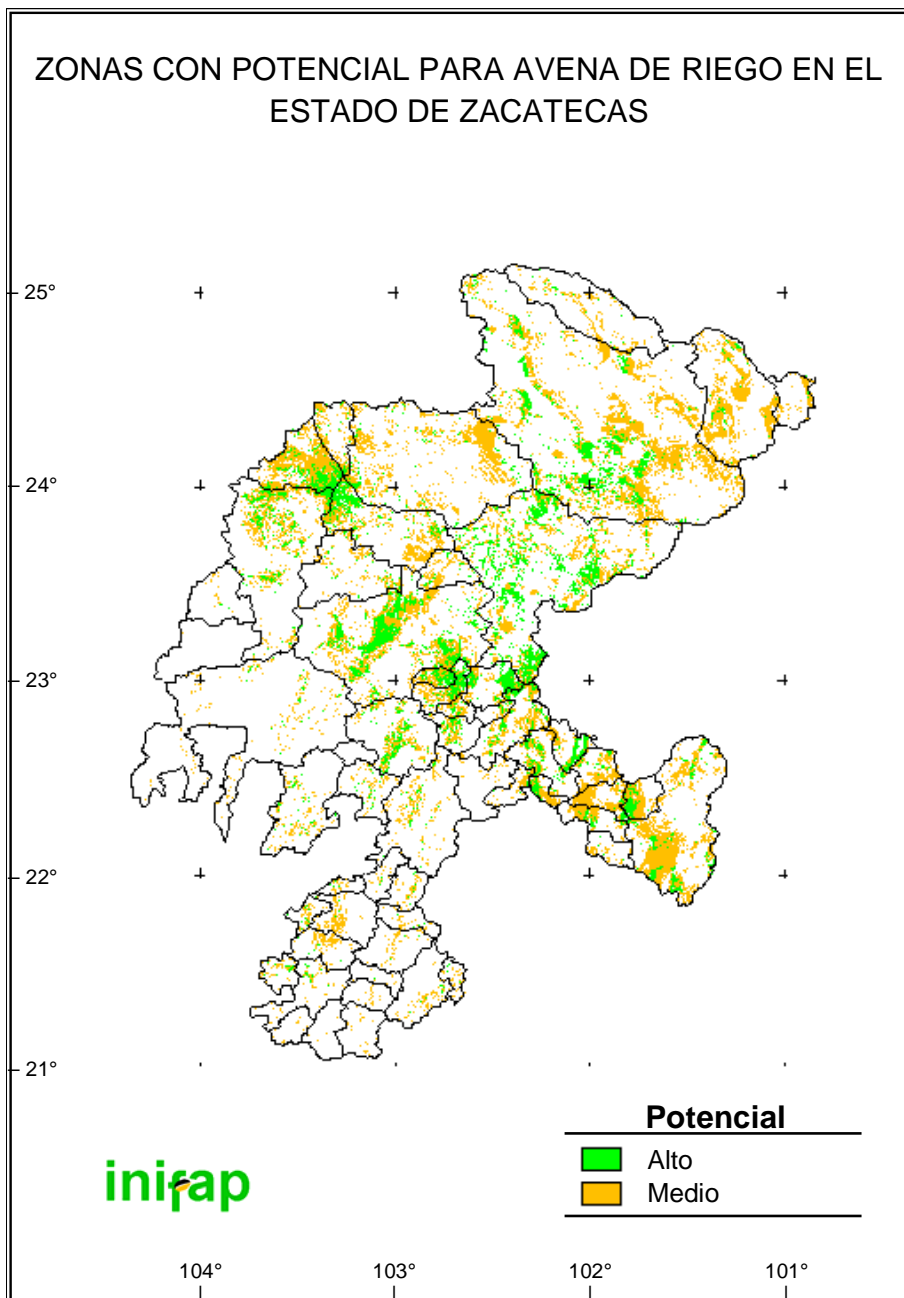 ZONAS CON POTENCIAL PARA AVENA DE RIEGO EN EL
ESTADO DE ZACATECAS
25°
24°
23°
22°
21°
Potencial
Alto
Medio
inifap
104°
103°
102°
101°